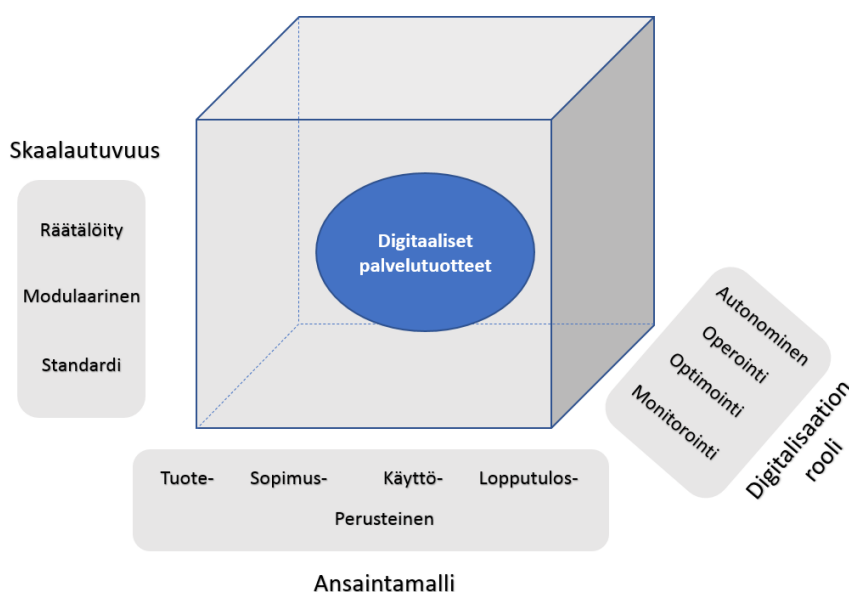 Skaalautuvuus
Räätälöity
Modulaarinen
Standardi
Digitaaliset
palvelutuotteet
Autonominen
Operointi
Optimointi
Monitorointi
Digitalisaation
rooli
Tuote- Sopimus- Käyttö- Lopputulos-
Perusteinen
Ansaintamalli